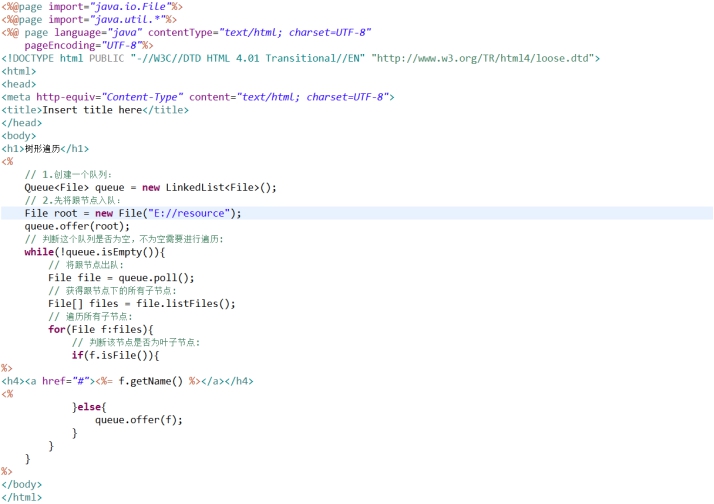 <%@page import="java.io.File"%>
<%@page import="java.util.*"%>
<%@ page language="java" contentType="text/html; charset=UTF-8"
    pageEncoding="UTF-8"%>
<!DOCTYPE html PUBLIC "-//W3C//DTD HTML 4.01 Transitional//EN" "http://www.w3.org/TR/html4/loose.dtd">
<html>
<head>
<meta http-equiv="Content-Type" content="text/html; charset=UTF-8">
<title>Insert title here</title>
</head>
<body>
<h1>树形遍历</h1>
<%
    // 1.创建一个队列:
    Queue<File> queue = new LinkedList<File>();
    // 2.先将跟节点入队:
    File root = new File("E://resource");
    queue.offer(root);
    // 判断这个队列是否为空，不为空需要进行遍历:
    while(!queue.isEmpty()){
        // 将跟节点出队:
        File file = queue.poll();
        // 获得跟节点下的所有子节点:
        File[] files = file.listFiles();
        // 遍历所有子节点:
        for(File f:files){
            // 判断该节点是否为叶子节点:
            if(f.isFile()){
%>
<h4><a href="#"><%= f.getName() %></a></h4>
<%
            }else{
                queue.offer(f);
            }
        }
    }
%>
</body>
</html>